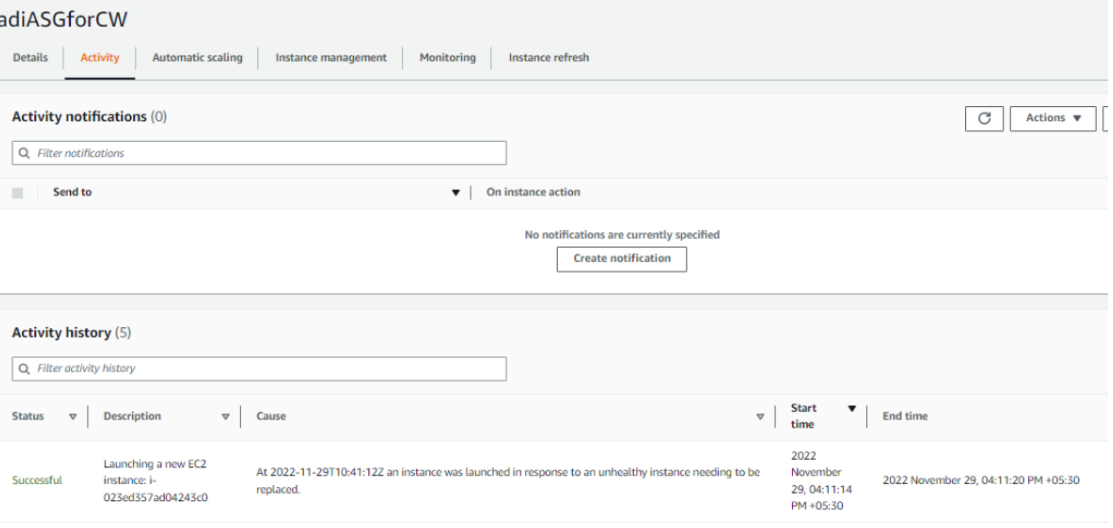 adiASGforCW
Details Activity Automatic scaling Instance management Monitoring Instance refresh
Activity notifications (0)
Actions
Filter notifications
Send to On instance action
No notifications are currently specified
Create notification
Activity history (5)
Filter activity history
Status Description Cause Start time End time
Successful
Launching a new EC2
instance: i-
023ed357ad04243c0
At 2022-11-29T10:41:12Z an instance was launched in response to an unhealthy instance needing to be
replaced.
2022
November
29, 04:11:14
PM +05:30
2022 November 29, 04:11:20 PM +05:30